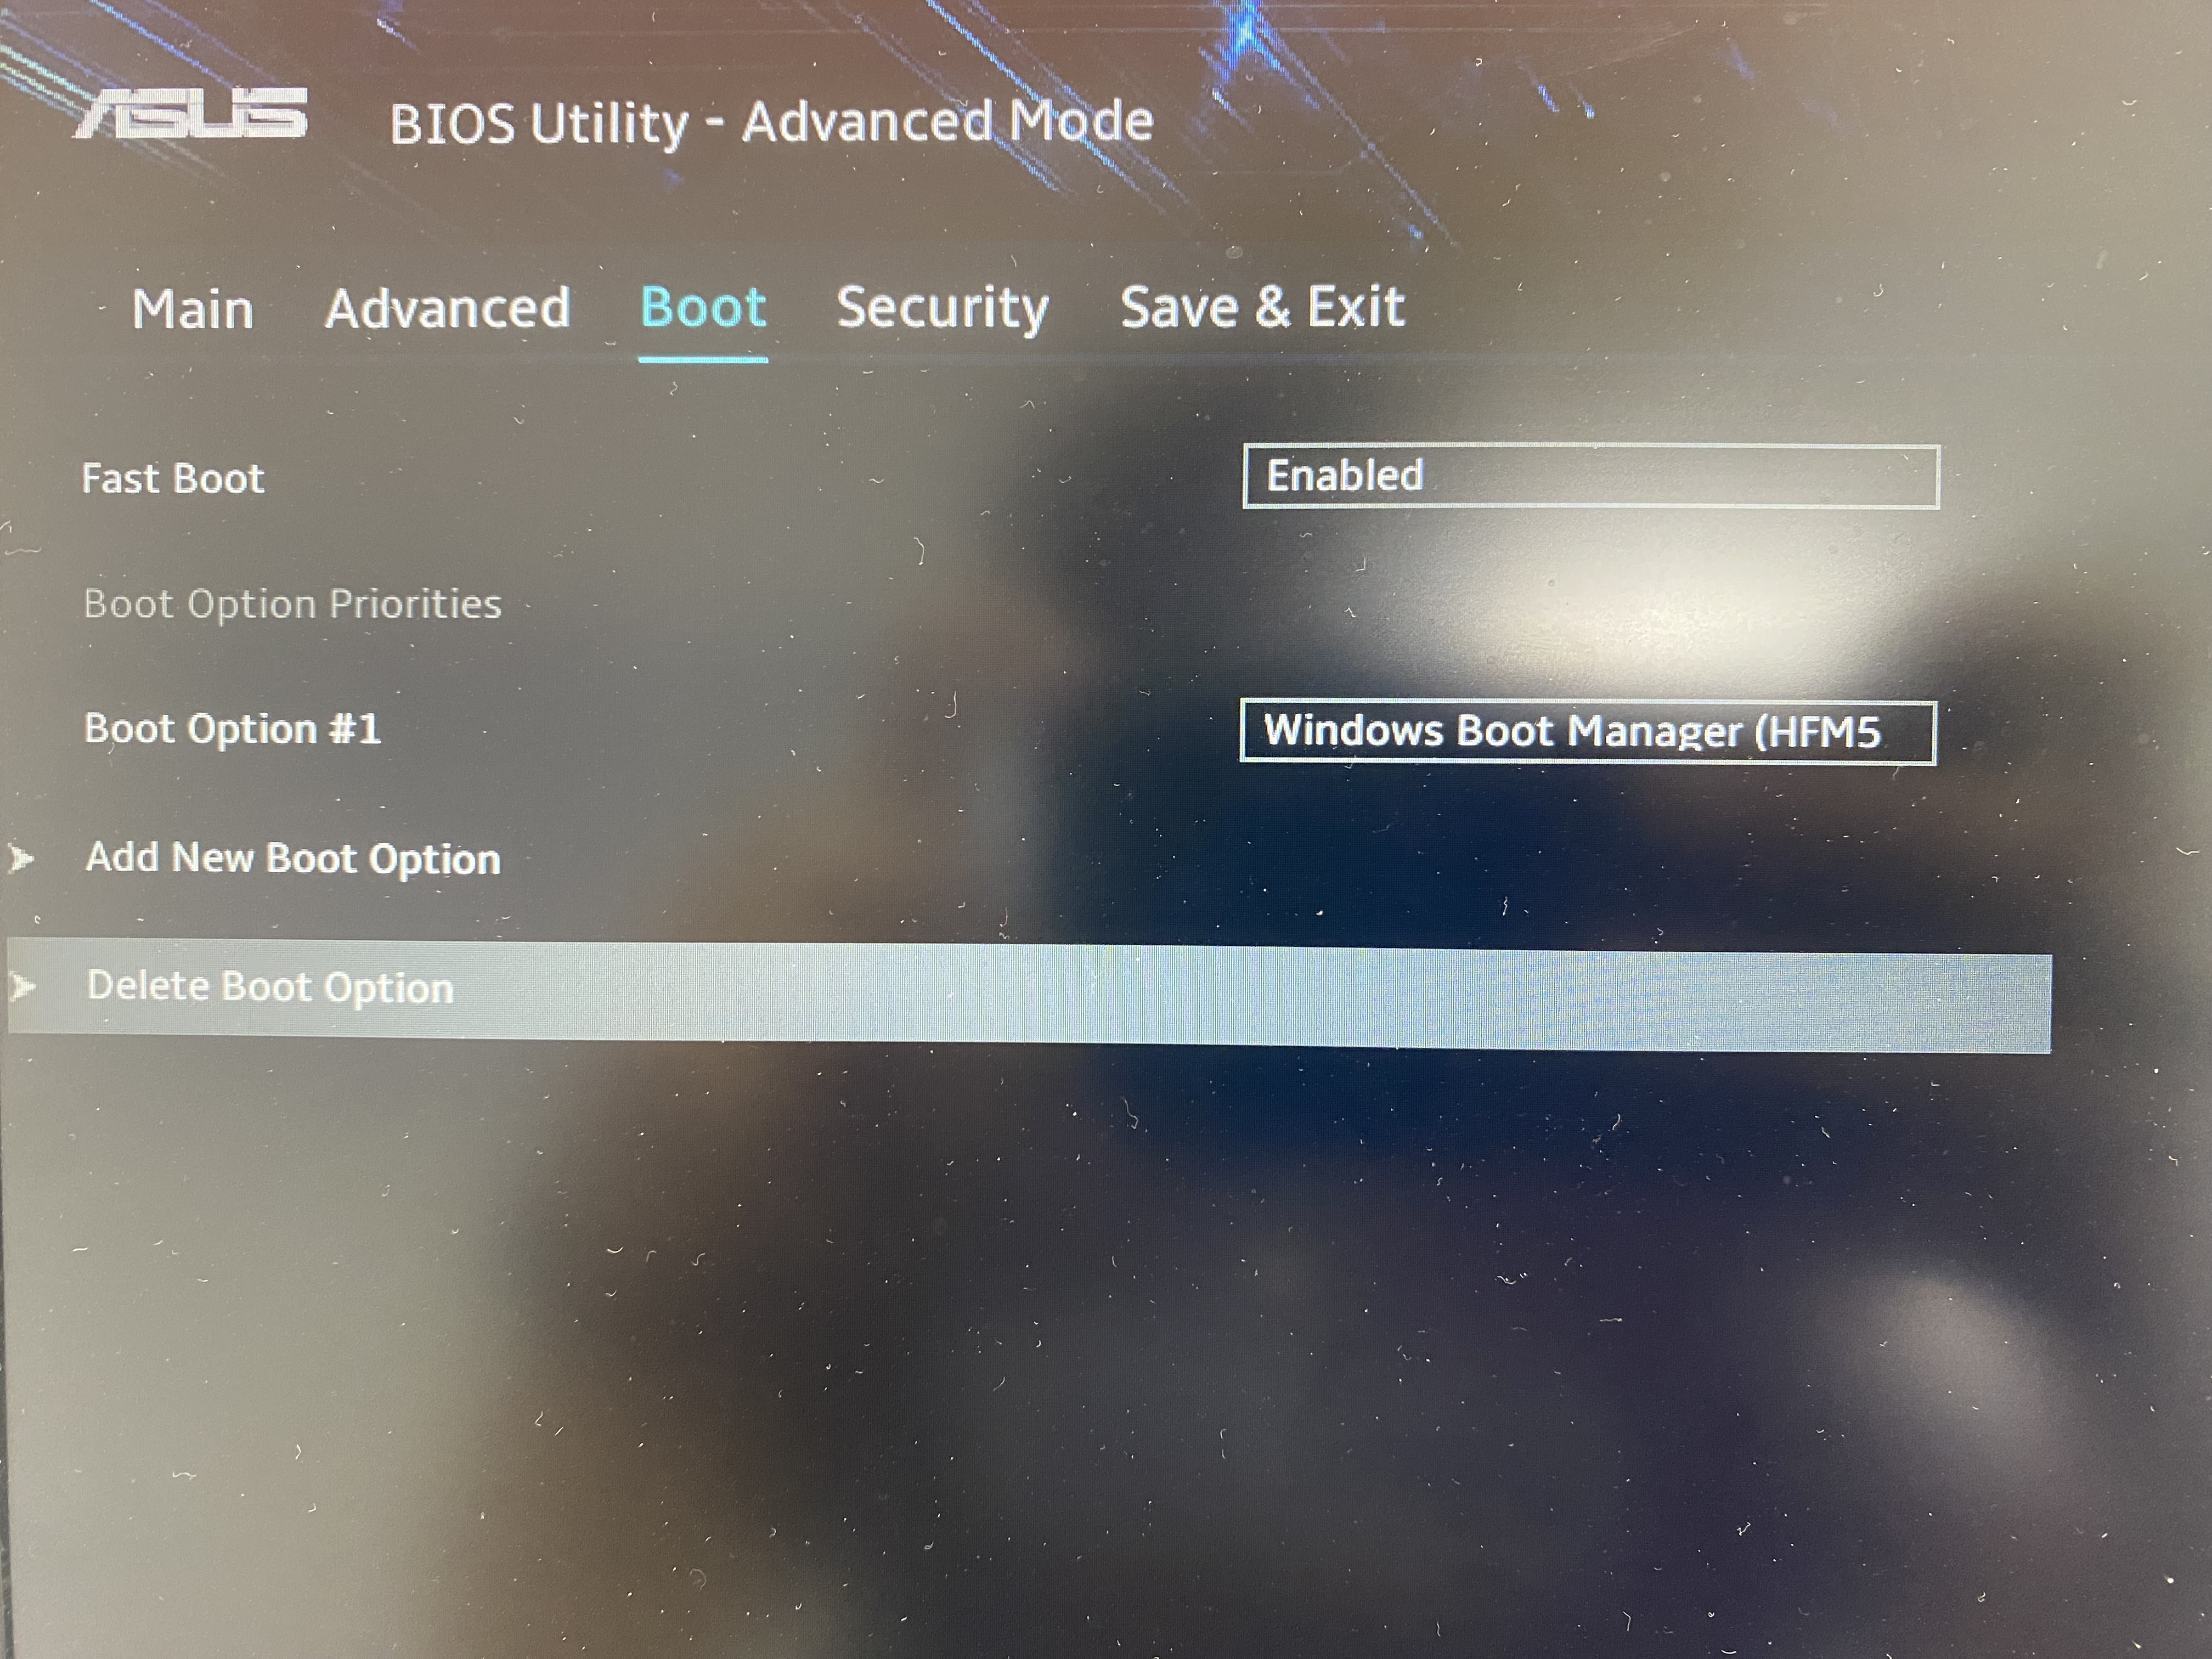 ASUS BIOS Utility - Advanced Mode
Main Advanced Boot Security Save & Exit
Fast Boot Enabled
Boot Option Priorities
Boot Option #1 Windows Boot Manager (HFM5
Add New Boot Option
Delete Boot Option